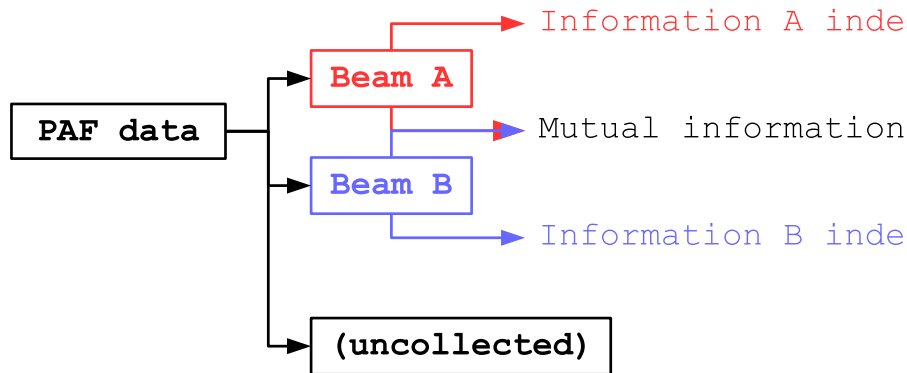 Information A inde
Beam A
PAF data
Mutual information
Beam B
Information B inde
(uncollected)